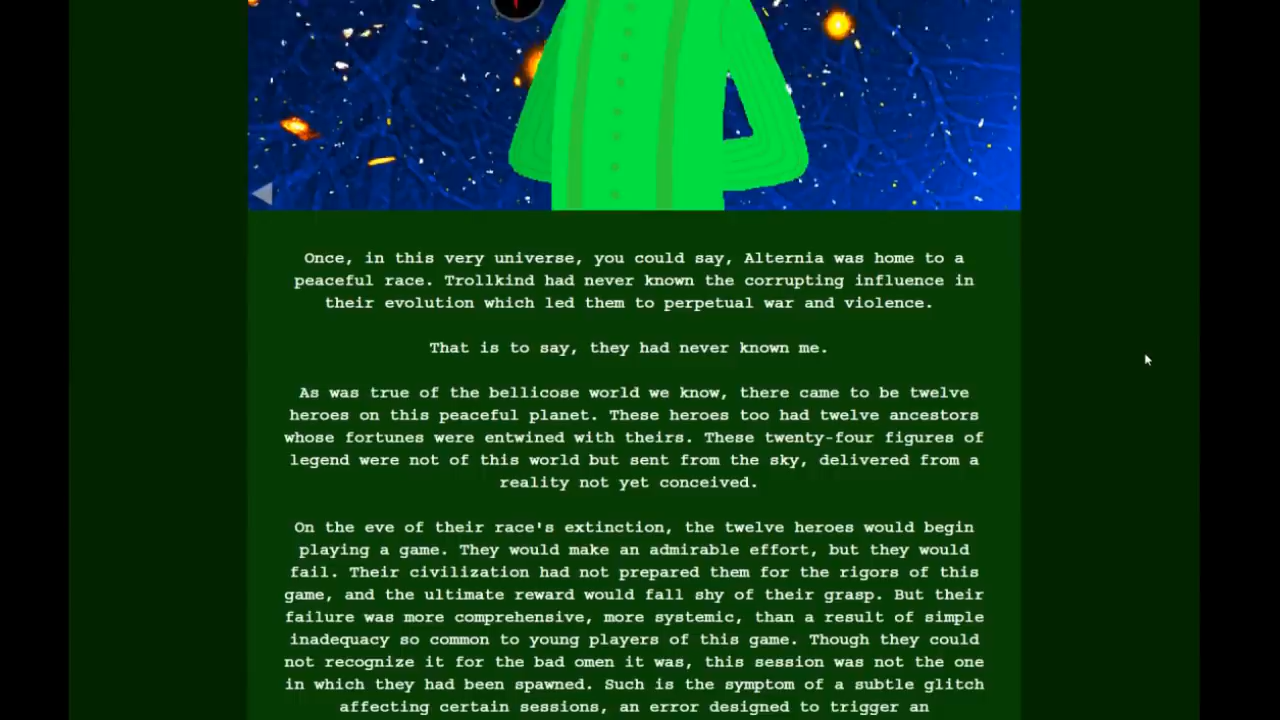 Once, in this very universe, you could say, Alternia was home to a
peaceful race. Trollkind had never known the corrupting influence in
their evolution which led them to perpetual war and violence.
That is to say, they had never known me.
As was true of the bellicose world we know, there came to be twelve
heroes on this peaceful planet. These heroes too had twelve ancestors
whose fortunes were entwined with theirs. These twenty-four figures of
legend were not of this world but sent from the sky, delivered from a
reality not yet conceived.
On the eve of their race's extinction, the twelve heroes would begin
playing a game. They would make an admirable effort, but they would
fail. Their civilization had not prepared them for the rigors of this
game, and the ultimate reward would fall shy of their grasp. But their
failure was more comprehensive, more systemic, than a result of simple
inadequacy so common to young players of this game. Though they could
not recognize it for the bad omen it was, this session was not the one
in which they had been spawned. Such is the symptom of a subtle glitch
affecting certain sessions, an error designed to trigger an